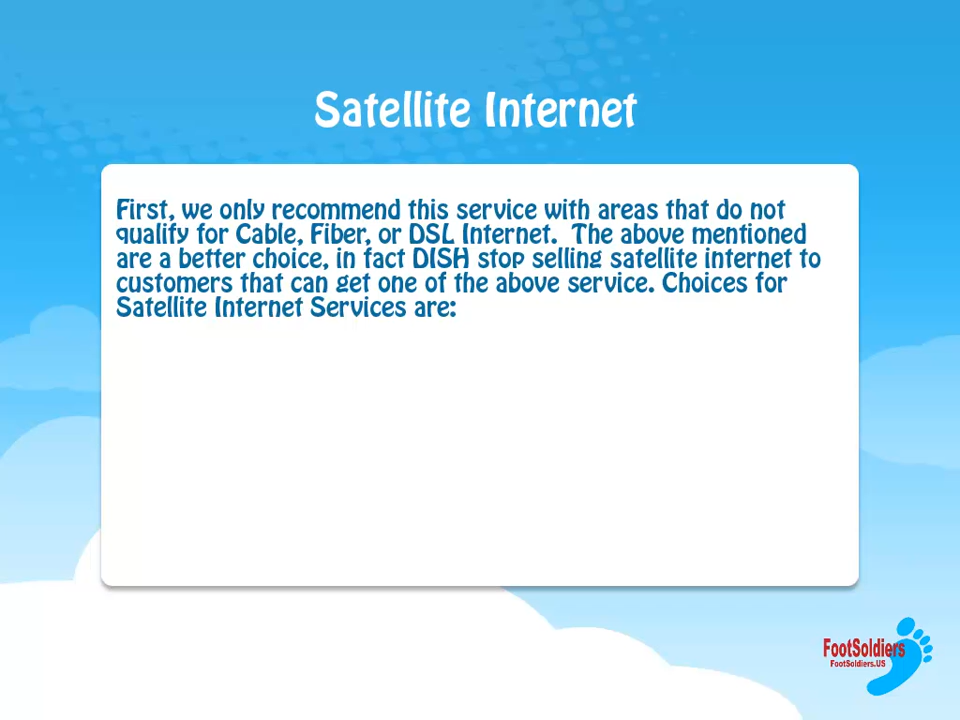 Satellite Internet
First, we only recommend this service with areas that do not
qualify for Cable, Fiber, or DSL Internet.  The above mentioned
are a better choice, in fact DISH stop selling satellite internet to
customers that can get one of the above service. Choices for
Satellite Internet Services are:
FootSoldiers
FootSoldiers.US